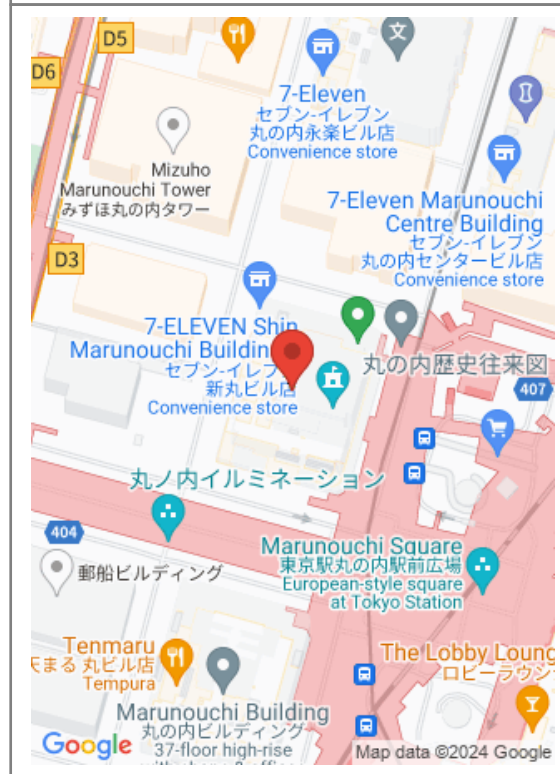 D5
D6
文
7-Eleven
セブン-イレブン
丸の内永楽ビル店
Convenience store
Mizuho
Marunouchi Tower
みずほ丸の内タワー
7-Eleven Marunouchi
Centre Building
セブン-イレブン
丸の内センタービル店
Convenience store
D3
7-ELEVEN Shin
Marunouchi Building
セブン-イレブ
新丸ビル店
Convenience store
丸の内歴史往来図
407
丸ノ内イルミネーション
404
郵船ビルディング
Marunouchi Square
東京駅丸の内駅前広場
European-style square
at Tokyo Station
Tenmaru
天まる 丸ビル店
Tempura
The Lobby Loung
ロビーラウン
Marunouchi Building
丸の内ビルディング
37-floor high-rise
Google
Map data ©2024 Google